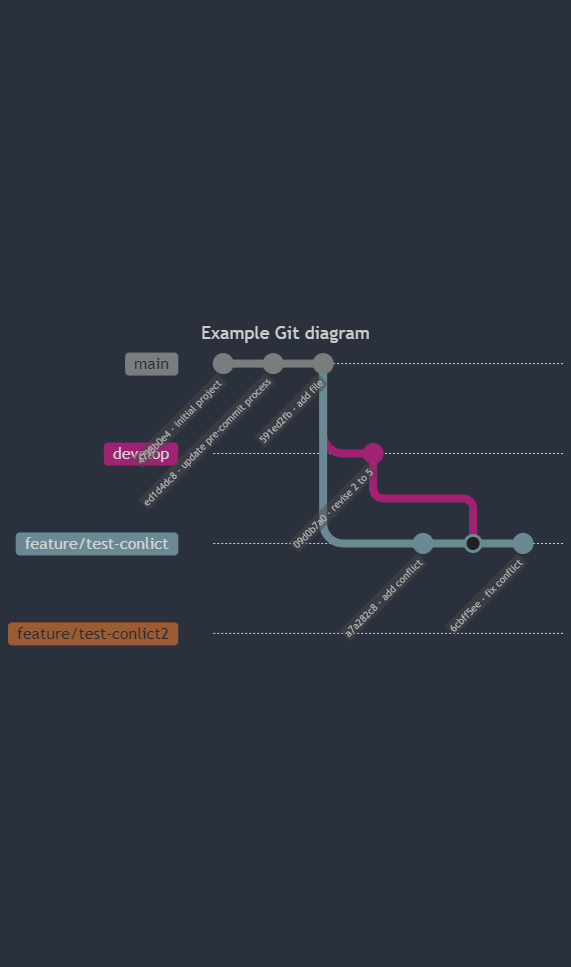 Example Git diagram
main
develop
feature/test-conlict
feature/test-conlict2
initial project
ed1d4dc8 - update pre-commit process
591ed2fb - add file
09d0b7a0 - revise 2 to 5
a7a282c8 - add conflict
6cbff5ee - fix conflict